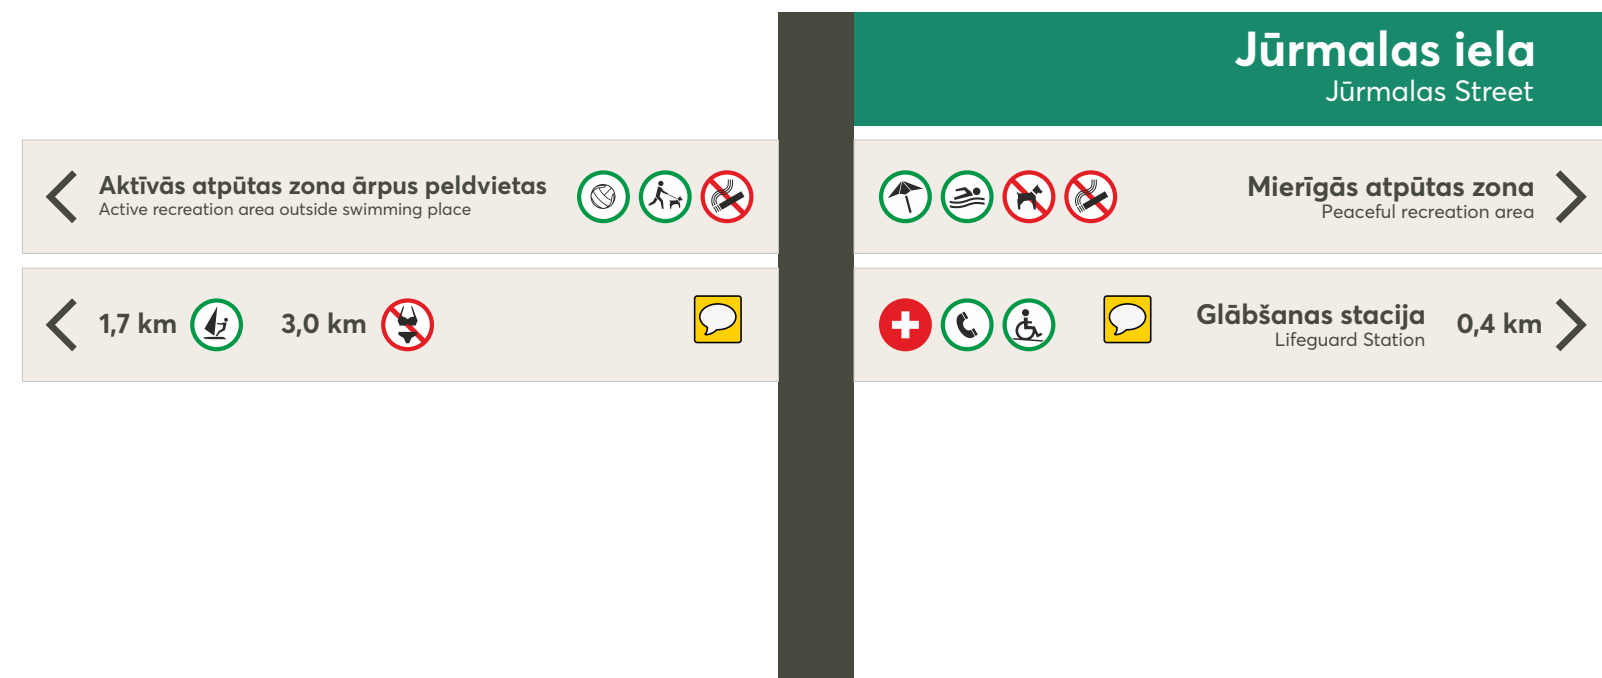 Jūrmalas iela
Jūrmalas Street
Aktīvās atpūtas zona ārpus peldvietas
Active recreation area outside swimming place
Mierīgās atpūtas zona
Peaceful recreation area
1,7 km
3,0 km
Glābšanas stacija
Lifeguard Station
0,4 km